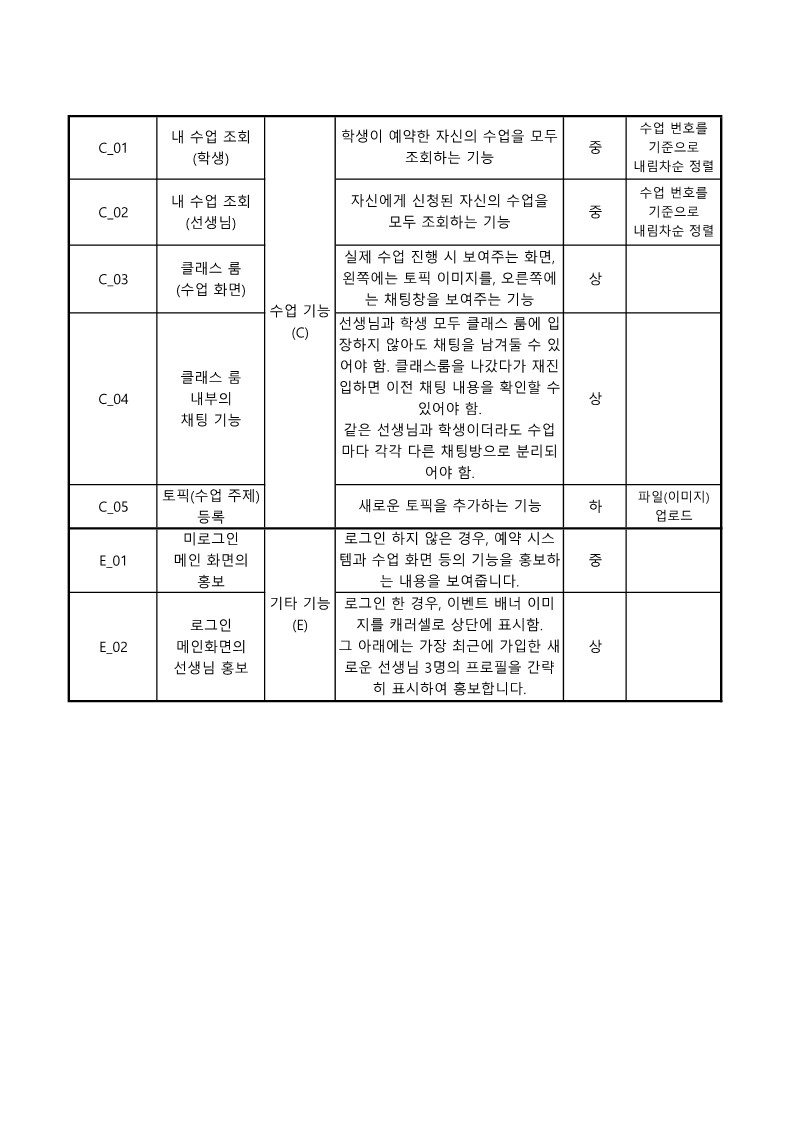 C_01
내 수업 조회
(학생)
수업 기능
(C)
학생이 예약한 자신의 수업을 모두
조회하는 기능
중
수업 번호를
기준으로
내림차순 정렬
C_02
내 수업 조회
(선생님)
자신에게 신청된 자신의 수업을
모두 조회하는 기능
중
수업 번호를
기준으로
내림차순 정렬
C_03
클래스 룸
(수업 화면)
실제 수업 진행 시 보여주는 화면,
왼쪽에는 토픽 이미지를, 오른쪽에
는 채팅창을 보여주는 기능
상
C_04
클래스 룸
내부의
채팅 기능
선생님과 학생 모두 클래스 룸에 입
장하지 않아도 채팅을 남겨둘 수 있
어야 함. 클래스룸을 나갔다가 재진
입하면 이전 채팅 내용을 확인할 수
있어야 함.
같은 선생님과 학생이더라도 수업
마다 각각 다른 채팅방으로 분리되
어야 함.
상
C_05
토픽(수업 주제)
등록
새로운 토픽을 추가하는 기능
하
파일(이미지)
업로드
E_01
미로그인
메인 화면의
홍보
기타 기능
(E)
로그인 하지 않은 경우, 예약 시스
템과 수업 화면 등의 기능을 홍보하
는 내용을 보여줍니다.
중
E_02
로그인
메인화면의
선생님 홍보
로그인 한 경우, 이벤트 배너 이미
지를 캐러셀로 상단에 표시함.
그 아래에는 가장 최근에 가입한 새
로운 선생님 3명의 프로필을 간략
히 표시하여 홍보합니다.
상